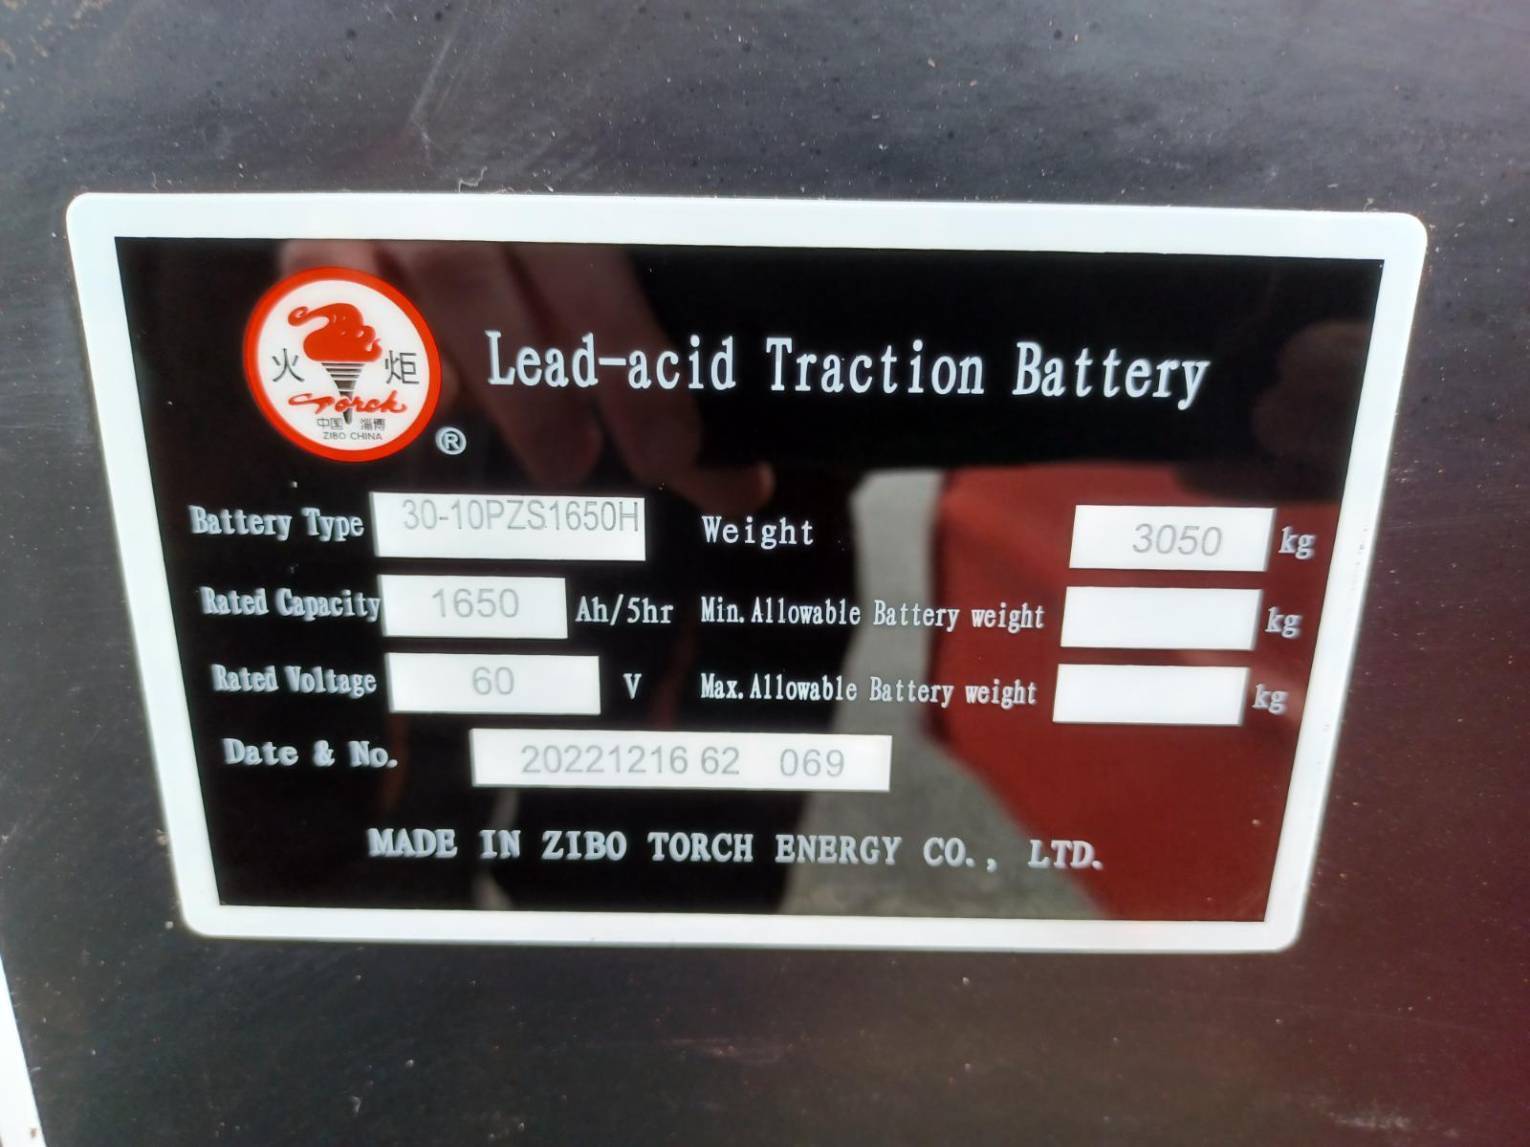 火 炬
Torch
中国 淄博
ZIBO CHINA
®
Lead-acid Traction Battery
Battery Type 30-10PZS1650H Weight 3050 kg
Rated Capacity 1650 Ah/5hr Min. Allowable Battery weight kg
Rated Voltage 60 V Max. Allowable Battery weight kg
Date & No. 20221216 62 069
MADE IN ZIBO TORCH ENERGY CO., LTD.